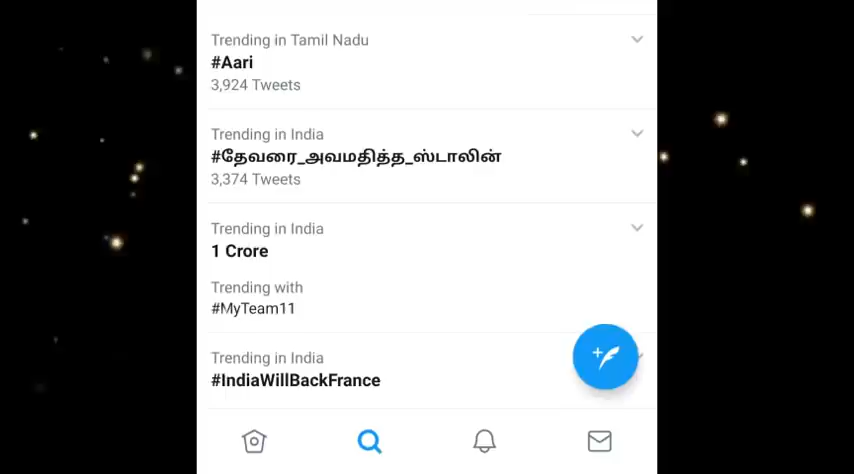 Trending in Tamil Nadu
#Aari
3,924 Tweets
Trending in India
#தேவரை_அவமதித்த_ஸ்டாலின்
3,374 Tweets
Trending in India
1 Crore
Trending with
#MyTeam11
Trending in India
#IndiaWillBackFrance